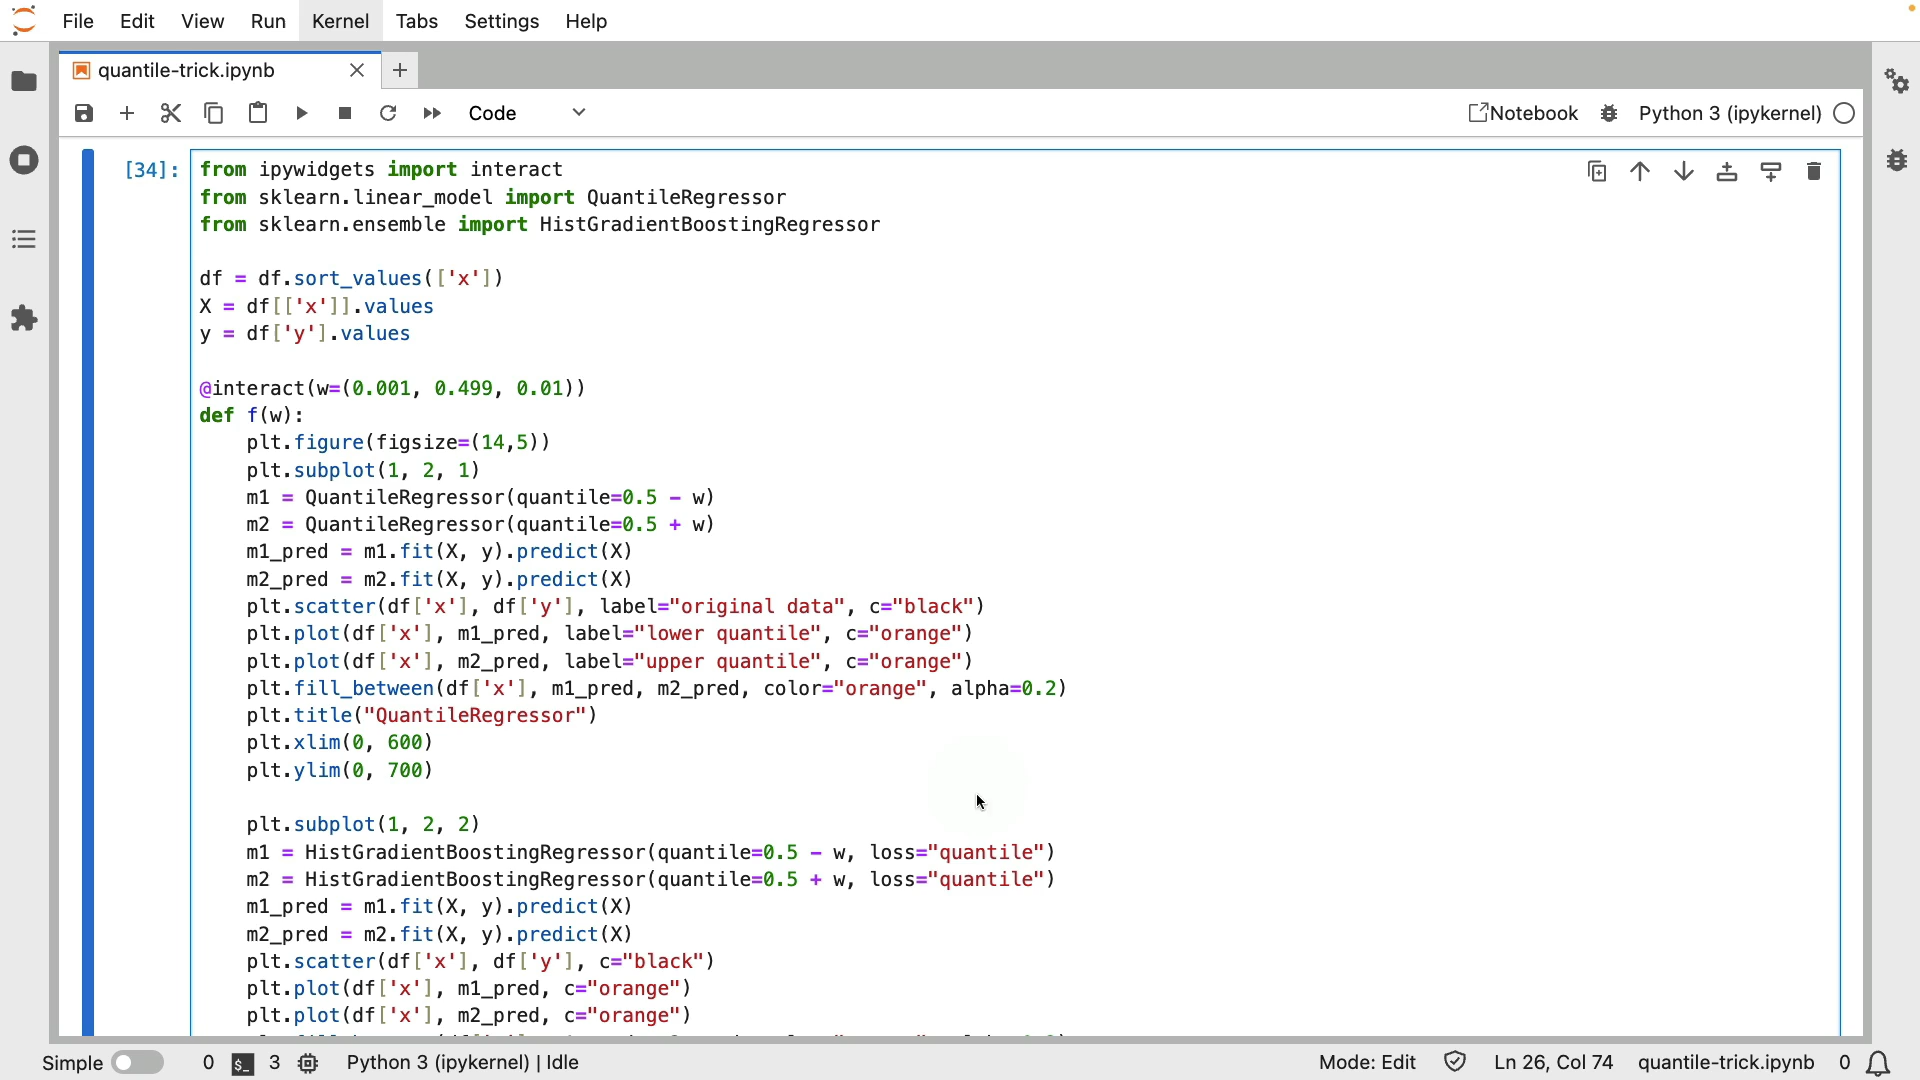 File Edit View Run Kernel Tabs Settings Help
quantile-trick.ipynb
Code Notebook Python 3 (ipykernel)
[34]:
from ipywidgets import interact
from sklearn.linear_model import QuantileRegressor
from sklearn.ensemble import HistGradientBoostingRegressor
df = df.sort_values(['x'])
X = df[['x']].values
y = df['y'].values
@interact(w=(0.001, 0.499, 0.01))
def f(w):
    plt.figure(figsize=(14,5))
    plt.subplot(1, 2, 1)
    m1 = QuantileRegressor(quantile=0.5 - w)
    m2 = QuantileRegressor(quantile=0.5 + w)
    m1_pred = m1.fit(X, y).predict(X)
    m2_pred = m2.fit(X, y).predict(X)
    plt.scatter(df['x'], df['y'], label="original data", c="black")
    plt.plot(df['x'], m1_pred, label="lower quantile", c="orange")
    plt.plot(df['x'], m2_pred, label="upper quantile", c="orange")
    plt.fill_between(df['x'], m1_pred, m2_pred, color="orange", alpha=0.2)
    plt.title("QuantileRegressor")
    plt.xlim(0, 600)
    plt.ylim(0, 700)
    plt.subplot(1, 2, 2)
    m1 = HistGradientBoostingRegressor(quantile=0.5 - w, loss="quantile")
    m2 = HistGradientBoostingRegressor(quantile=0.5 + w, loss="quantile")
    m1_pred = m1.fit(X, y).predict(X)
    m2_pred = m2.fit(X, y).predict(X)
    plt.scatter(df['x'], df['y'], c="black")
    plt.plot(df['x'], m1_pred, c="orange")
    plt.plot(df['x'], m2_pred, c="orange")
Simple 0 3 Python 3 (ipykernel) | Idle Mode: Edit Ln 26, Col 74 quantile-trick.ipynb 0